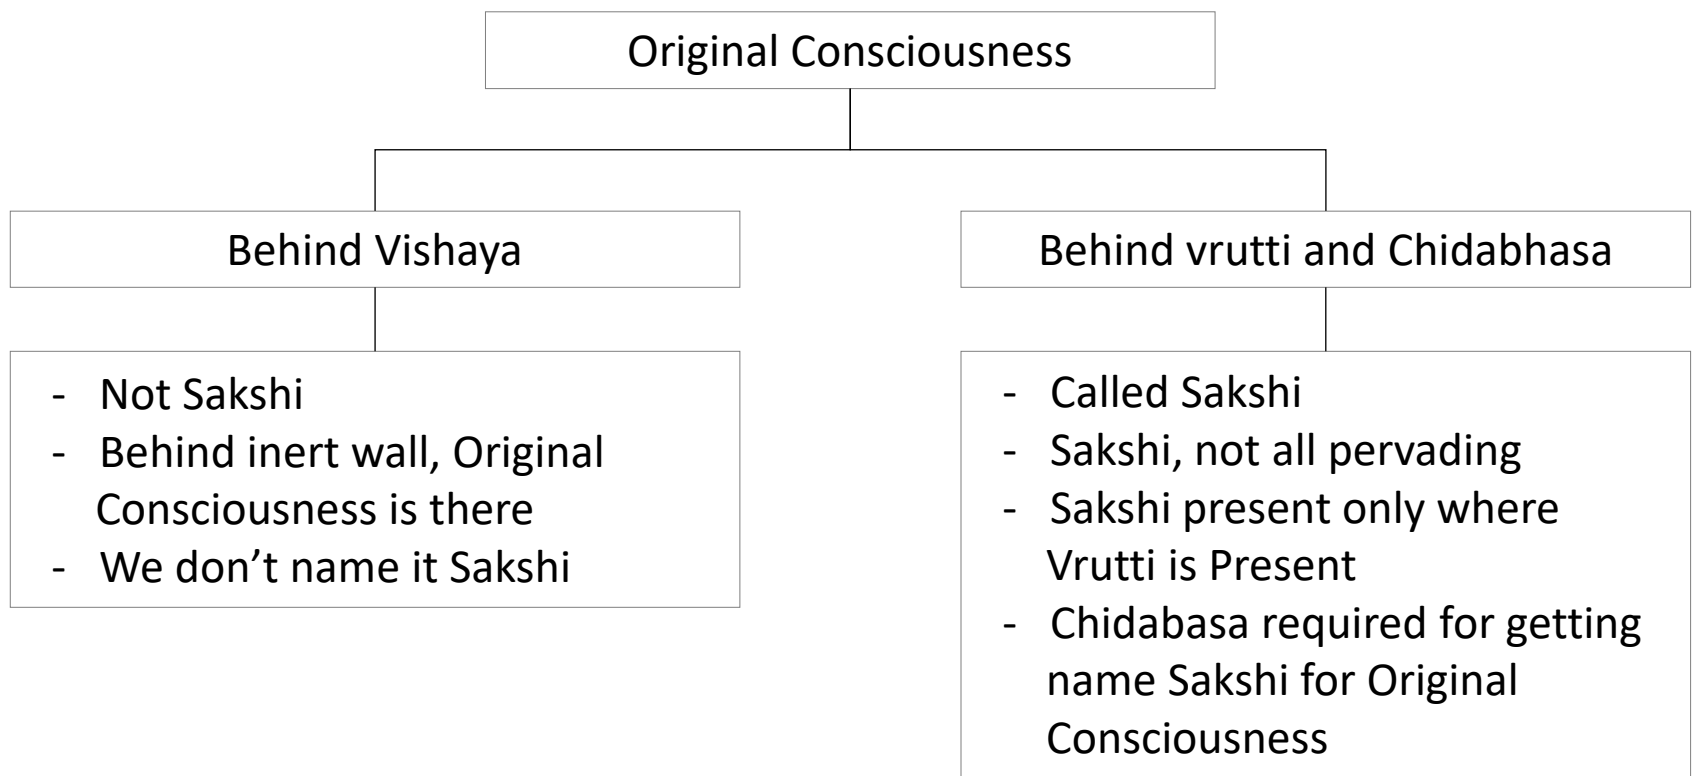 Original Consciousness
Behind Vishaya
Behind vrutti and Chidabhasa
- Not Sakshi
- Behind inert wall, Original
Consciousness is there
- We don’t name it Sakshi
- Called Sakshi
- Sakshi, not all pervading
- Sakshi present only where
Vrutti is Present
- Chidabasa required for getting
name Sakshi for Original
Consciousness